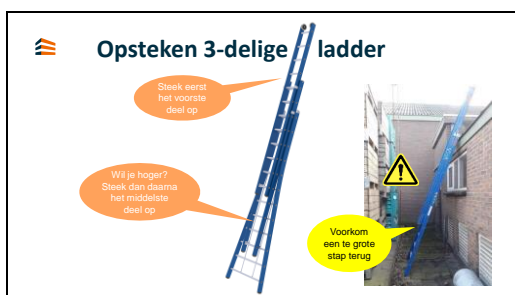 Opsteken 3-delige ladder
Steek eerst
het voorste
deel op
Wil je hoger?
Steek dan daarna
het middelste
deel op
Voorkom
een te grote
stap terug